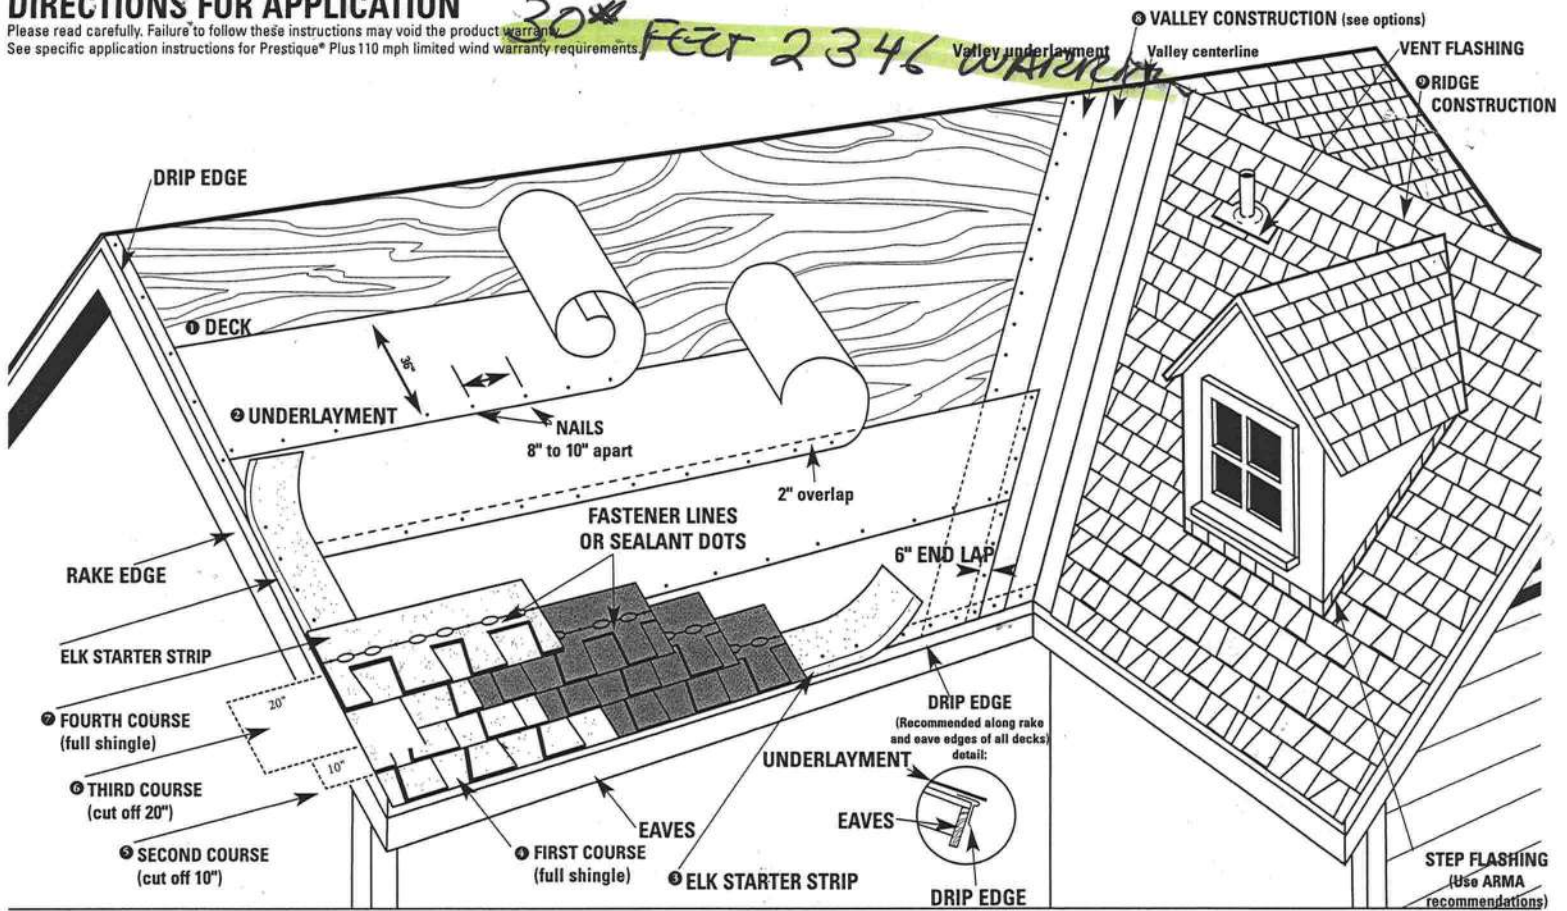 DIRECTIONS FOR APPLICATION
Please read carefully. Failure to follow these instructions may void the product warranty.
See specific application instructions for Prestique® Plus 110 mph limited wind warranty requirements.
30# FELT 2346
❽ VALLEY CONSTRUCTION (see options)
Valley underlayment
Valley centerline
VENT FLASHING
❾ RIDGE
CONSTRUCTION
DRIP EDGE
❶ DECK
36"
❷ UNDERLAYMENT
NAILS
8" to 10" apart
2" overlap
FASTENER LINES
OR SEALANT DOTS
6" END LAP
RAKE EDGE
ELK STARTER STRIP
20"
❼ FOURTH COURSE
(full shingle)
10"
❻ THIRD COURSE
(cut off 20")
❺ SECOND COURSE
(cut off 10")
❹ FIRST COURSE
(full shingle)
EAVES
❸ ELK STARTER STRIP
DRIP EDGE
(Recommended along rake
and eave edges of all decks)
detail:
UNDERLAYMENT
EAVES
DRIP EDGE
STEP FLASHING
(Use ARMA
recommendations)